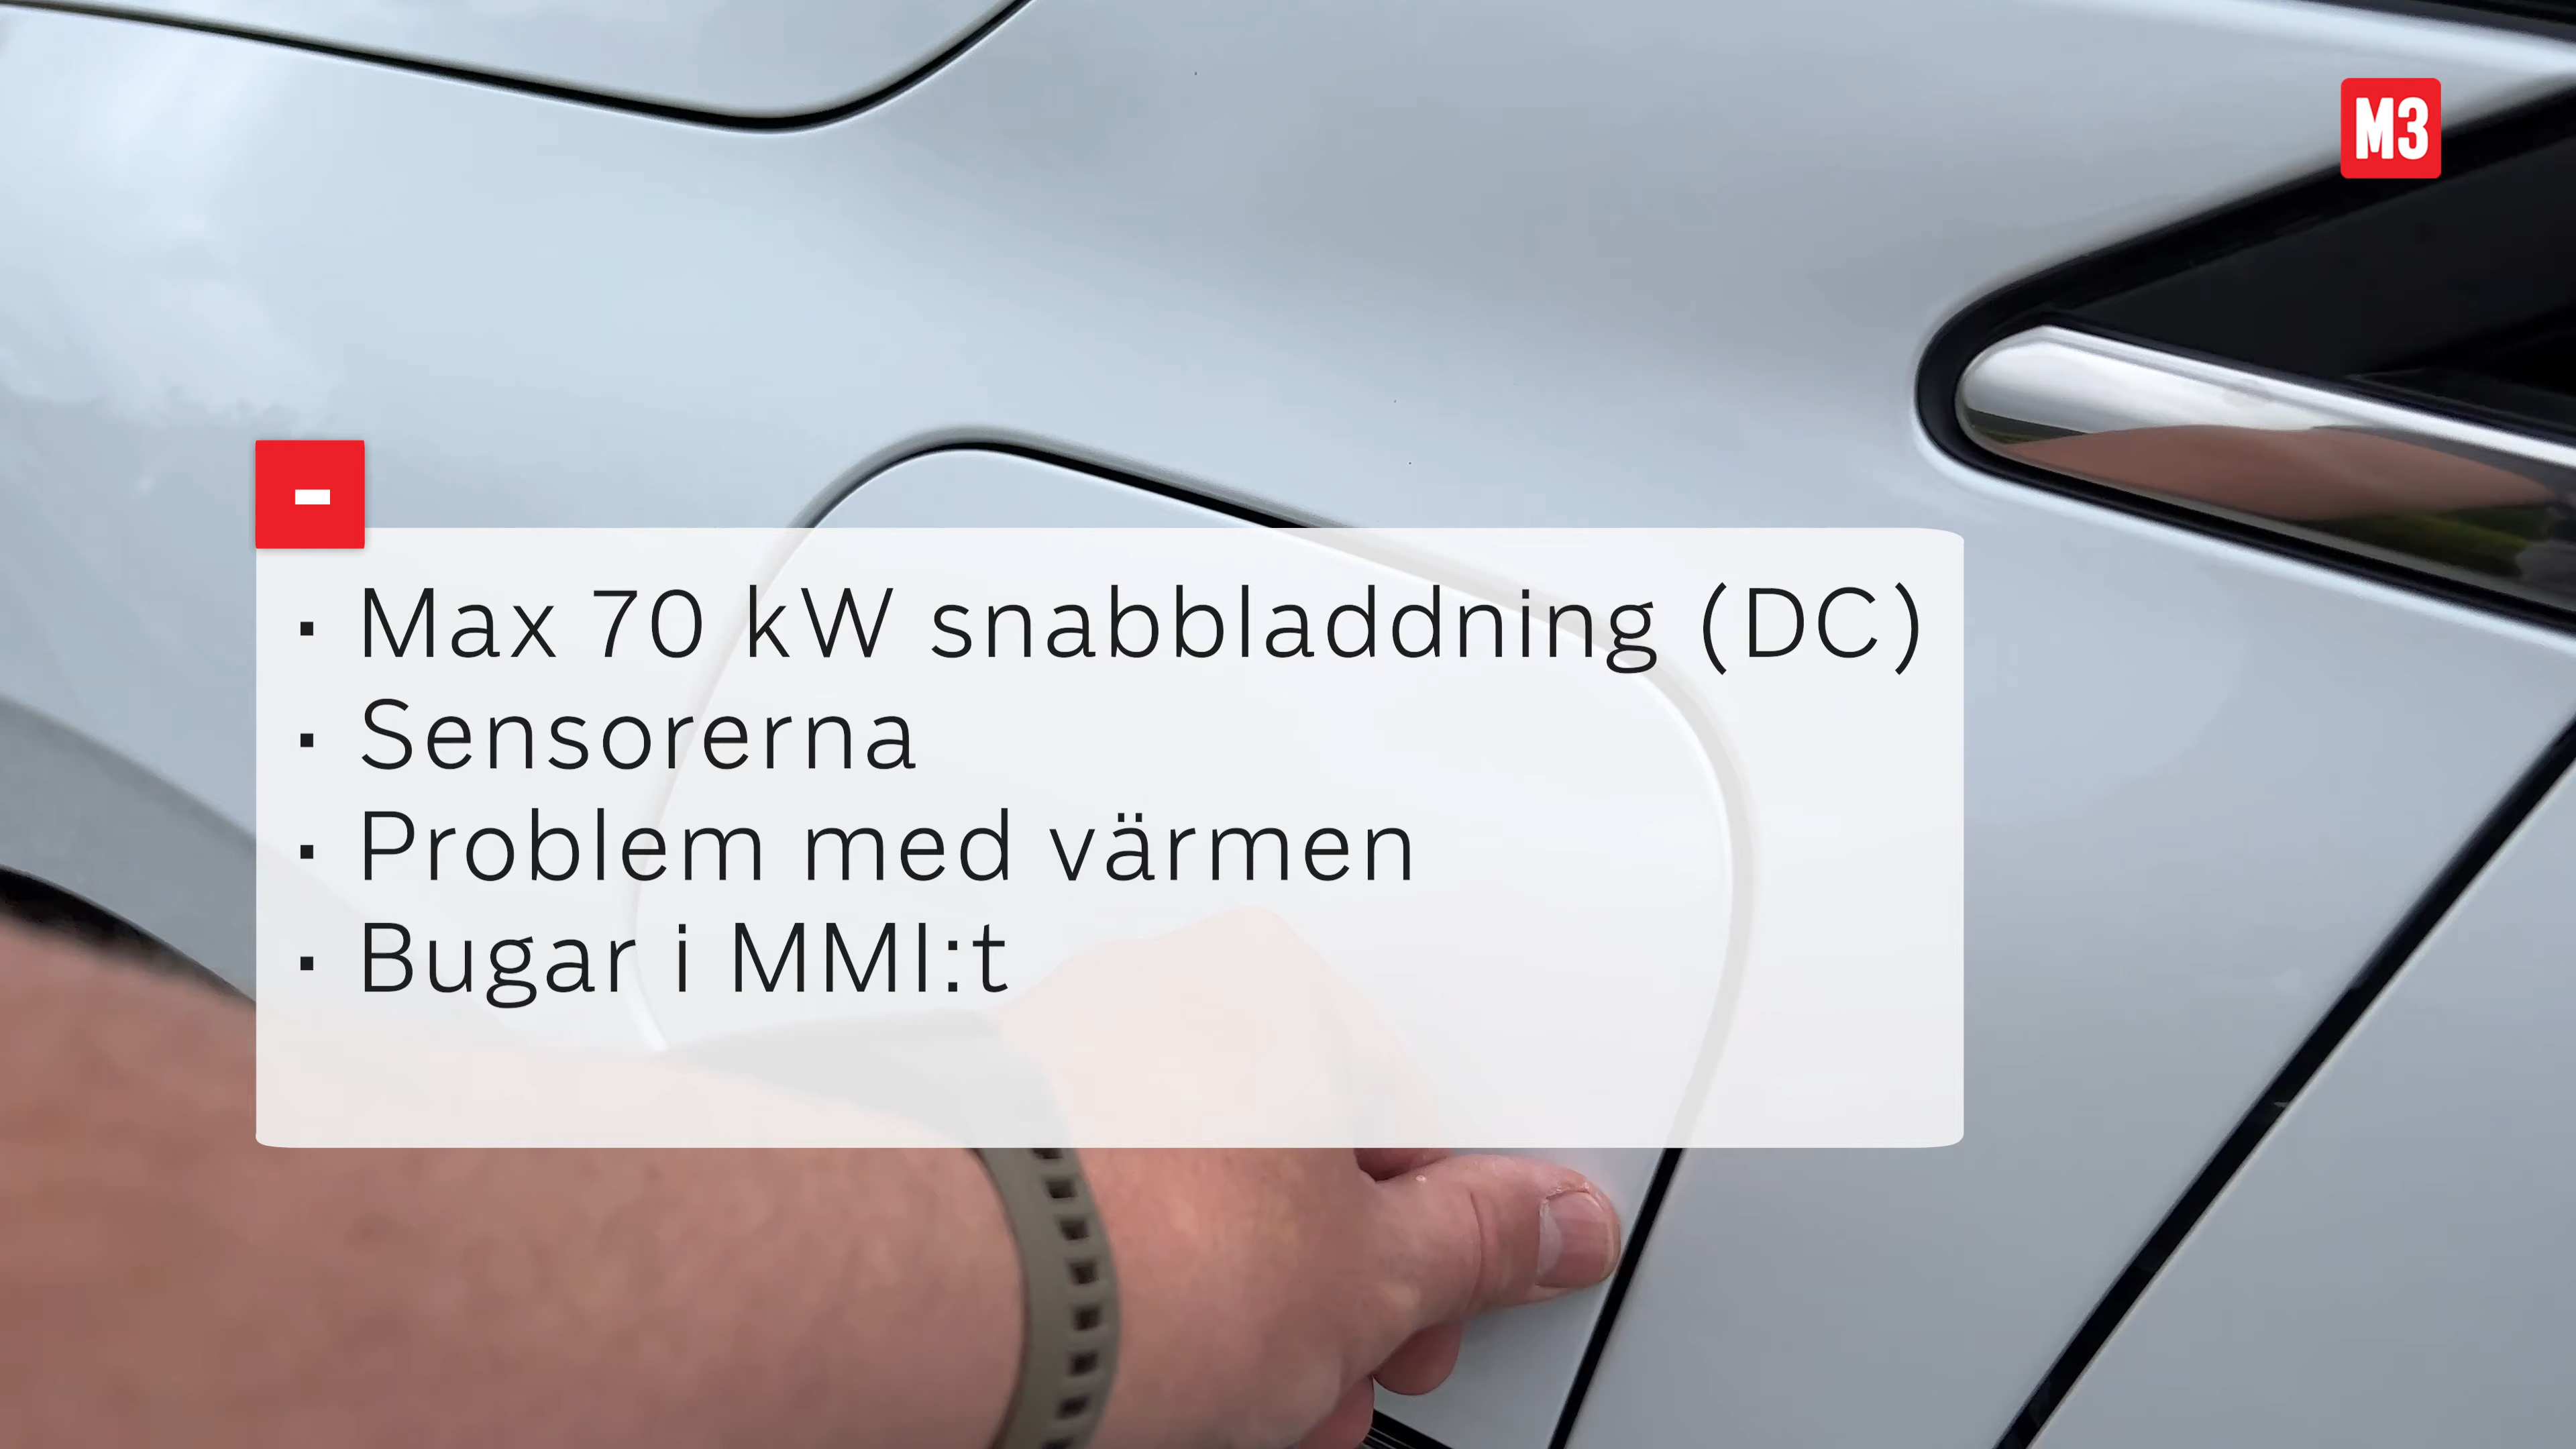 M3
-
▪ Max 70 kW snabbladdning (DC)
▪ Sensorerna
▪ Problem med värmen
▪ Bugar i MMI:t